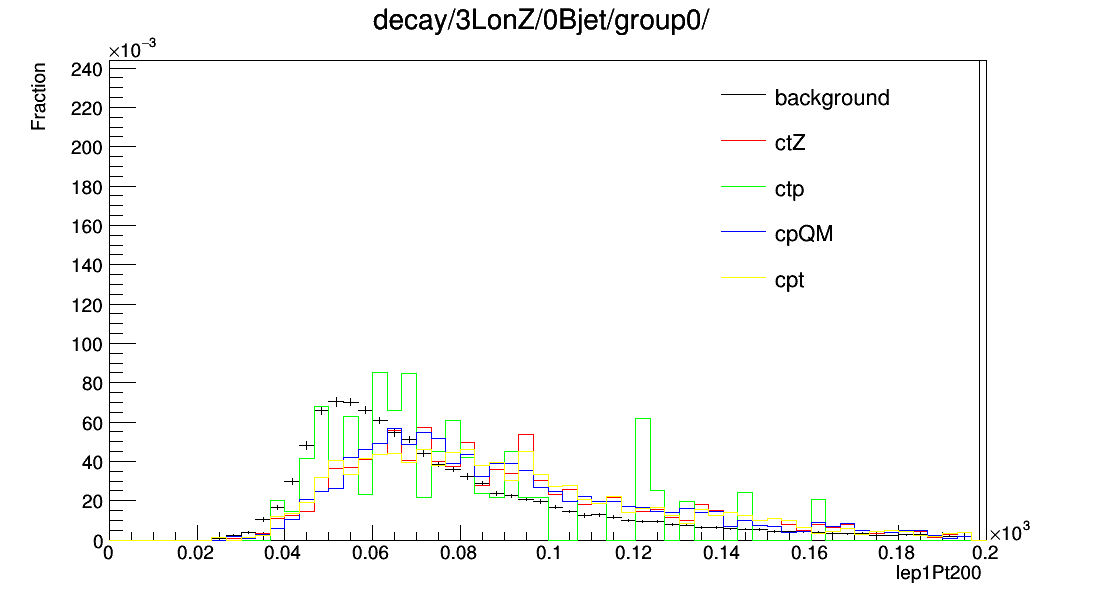 decay/3LonZ/0Bjet/group0/
×10⁻³
Fraction
240
220
200
180
160
140
120
100
80
60
40
20
0
background
ctZ
ctp
cpQM
cpt
0 0.02 0.04 0.06 0.08 0.1 0.12 0.14 0.16 0.18 0.2
×10³
lep1Pt200